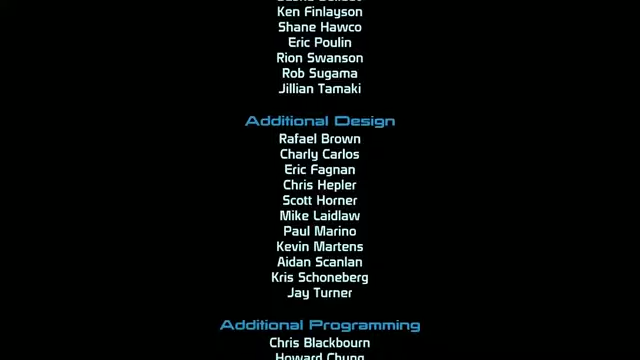 Ken Finlayson
Shane Hawco
Eric Poulin
Rion Swanson
Rob Sugama
Jillian Tamaki
Additional Design
Rafael Brown
Charly Carlos
Eric Fagnan
Chris Hepler
Scott Horner
Mike Laidlaw
Paul Marino
Kevin Martens
Aidan Scanlan
Kris Schoneberg
Jay Turner
Additional Programming
Chris Blackbourn
Howard Chung